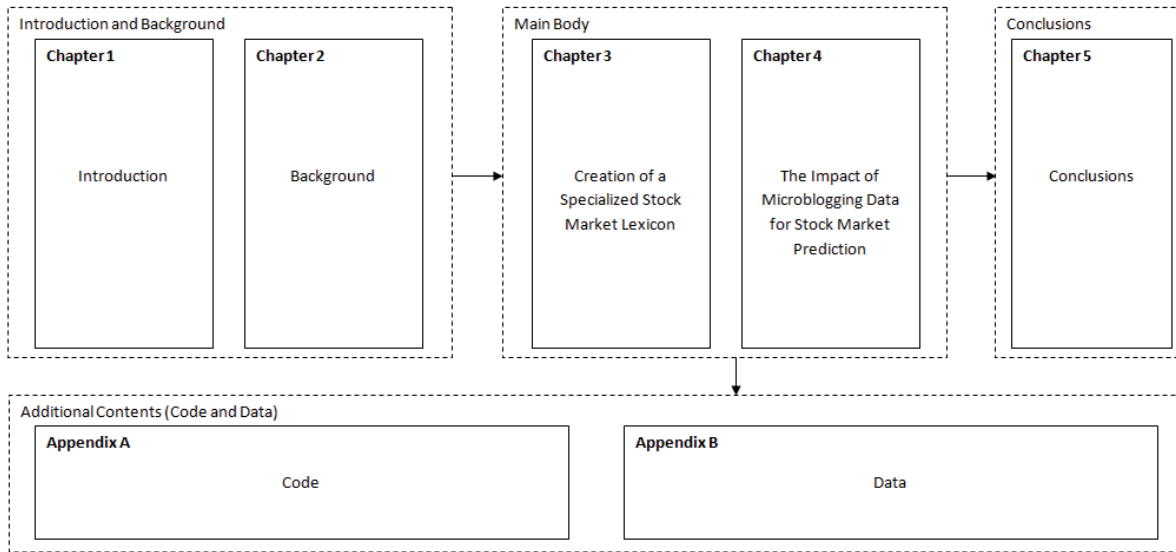 Introduction and Background
Chapter 1
Introduction
Chapter 2
Background
Main Body
Chapter 3
Creation of a
Specialized Stock
Market Lexicon
Chapter 4
The Impact of
Microblogging Data
for Stock Market
Prediction
Conclusions
Chapter 5
Conclusions
Additional Contents (Code and Data)
Appendix A
Code
Appendix B
Data